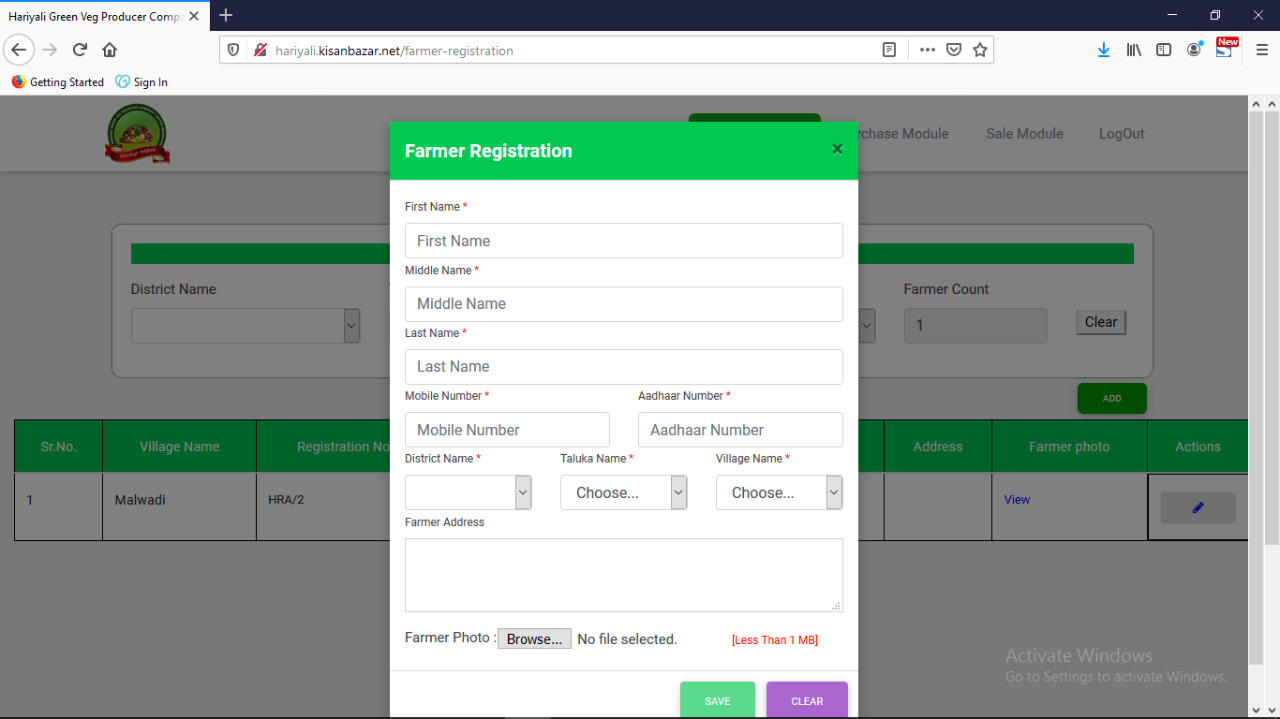 Hariyali Green Veg Producer Comp
hariyali.kisanbazar.net/farmer-registration
New
Getting Started
Sign In
rchase Module
Sale Module
LogOut
Farmer Registration
×
First Name *
First Name
Middle Name *
Middle Name
Last Name *
Last Name
Mobile Number *
Aadhaar Number *
Mobile Number
Aadhaar Number
District Name *
Taluka Name *
Village Name *
Choose...
Choose...
Farmer Address
Farmer Photo :
Browse...
No file selected.
[Less Than 1 MB]
SAVE
CLEAR
District Name
Farmer Count
1
Clear
ADD
Sr.No.
Village Name
Registration No
Address
Farmer photo
Actions
1
Malwadi
HRA/2
View
Activate Windows
Go to Settings to activate Windows.